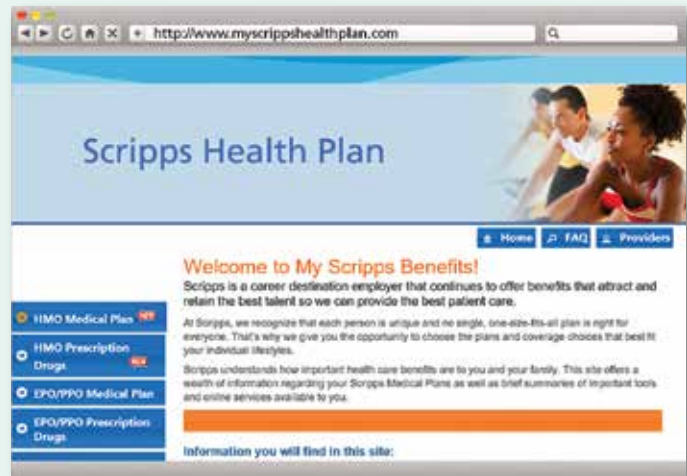 http://www.myscrippshealthplan.com
Scripps Health Plan
Home FAQ Providers
Welcome to My Scripps Benefits!
Scripps is a career destination employer that continues to offer benefits that attract and
retain the best talent so we can provide the best patient care.
At Scripps, we recognize that each person is unique and no single, one-size-fits-all plan is right for
everyone. That's why we give you the opportunity to choose the plans and coverage choices that best fit
your individual lifestyles.
Scripps understands how important health care benefits are to you and your family. This site offers a
wealth of information regarding your Scripps Medical Plans as well as brief summaries of important tools
and online services available to you.
Information you will find in this site:
HMO Medical Plan NEW
HMO Prescription
Drugs NEW
EPO/PPO Medical Plan
EPO/PPO Prescription
Drugs